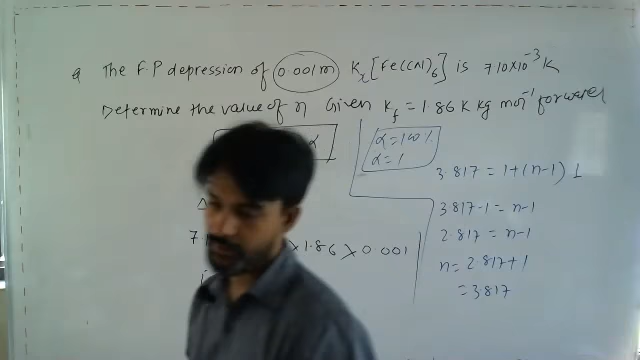 Q The F.P depression of 0.001m Kx[Fe(CN)6] is 7.10x10^-3 K
Determine the value of n Given Kf = 1.86 K kg mol^-1 for water
α
α = 100%
α = 1
3.817 = 1+(n-1) 1
3.817-1 = n-1
2.817 = n-1
n = 2.817+1
= 3.817
7.1
x 1.86 x 0.001
i